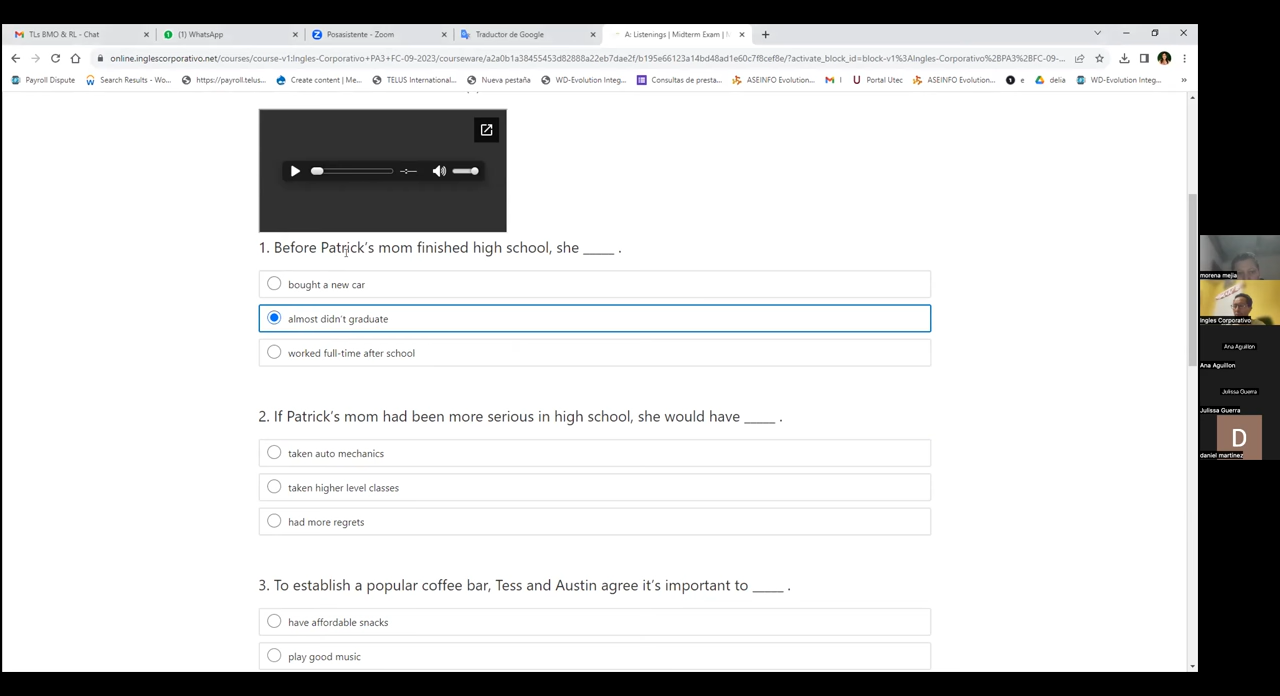 TLs BMO & RL - Chat
(1) WhatsApp
Posasistente - Zoom
Traductor de Google
A: Listenings | Midterm Exam |
online.inglescorporativo.net/courses/course-v1:Ingles-Corporativo+PA3+FC-09-2023/courseware/a2a0b1a38455453d82888a22eb7dae2f/b195e66123a14bd48ad1e60c7f8cef8e/?activate_block_id=block-v1%3AIngles-Corporativo%2BPA3%2BFC-09-...
Payroll Dispute
Search Results - Wo...
https://payroll.telus...
Create content | Me...
TELUS International...
Nueva pestaña
WD-Evolution Integ...
Consultas de presta...
ASEINFO Evolution...
Portal Utec
ASEINFO Evolution...
e
delia
WD-Evolution Integ...
1. Before Patrick's mom finished high school, she _____ .
bought a new car
almost didn't graduate
worked full-time after school
2. If Patrick's mom had been more serious in high school, she would have _____ .
taken auto mechanics
taken higher level classes
had more regrets
3. To establish a popular coffee bar, Tess and Austin agree it's important to _____ .
have affordable snacks
play good music
morena mejia
Ingles Corporativo
Ana Aguillon
Ana Aguillon
Julissa Guerra
Julissa Guerra
D
daniel martinez